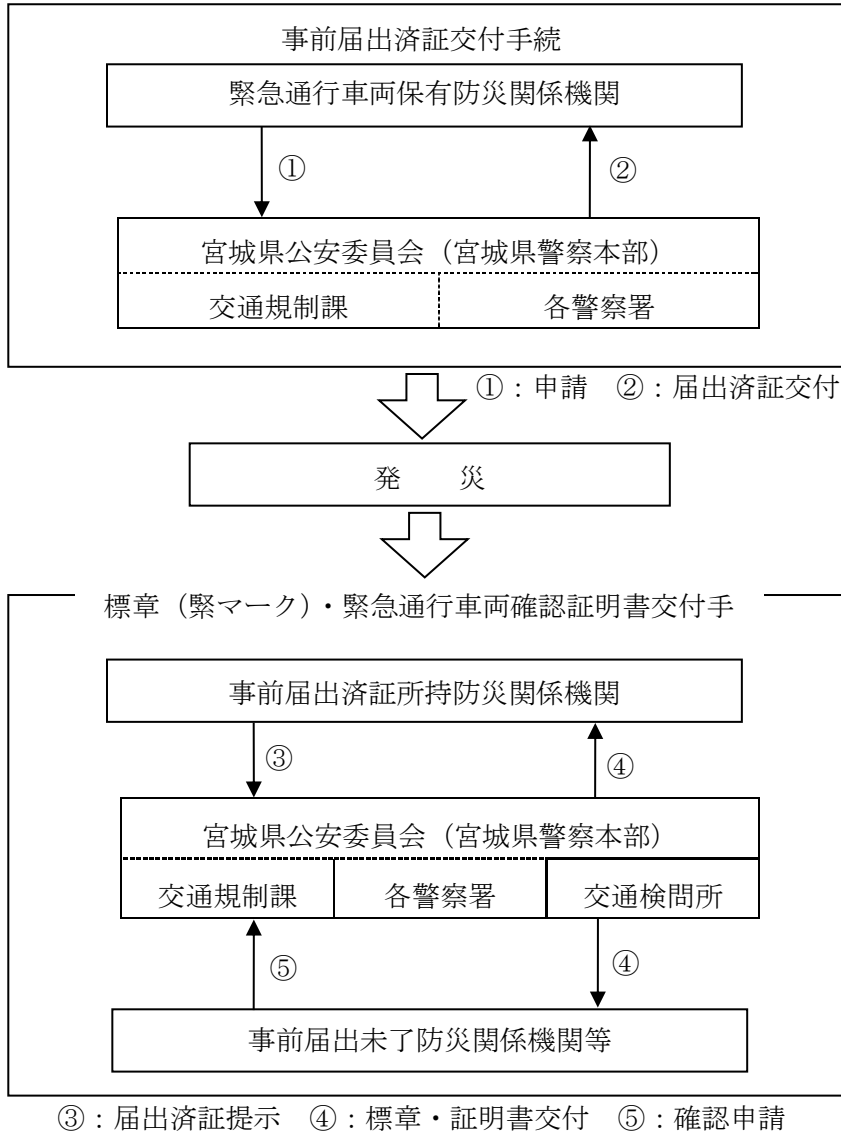 事前届出済証交付手続
緊急通行車両保有防災関係機関
① ②
宮城県公安委員会（宮城県警察本部）
交通規制課 各警察署
①：申請　②：届出済証交付
発　　災
標章（緊マーク）・緊急通行車両確認証明書交付手
事前届出済証所持防災関係機関
③ ④
宮城県公安委員会（宮城県警察本部）
交通規制課 各警察署 交通検問所
⑤ ④
事前届出未了防災関係機関等
③：届出済証提示　④：標章・証明書交付　⑤：確認申請